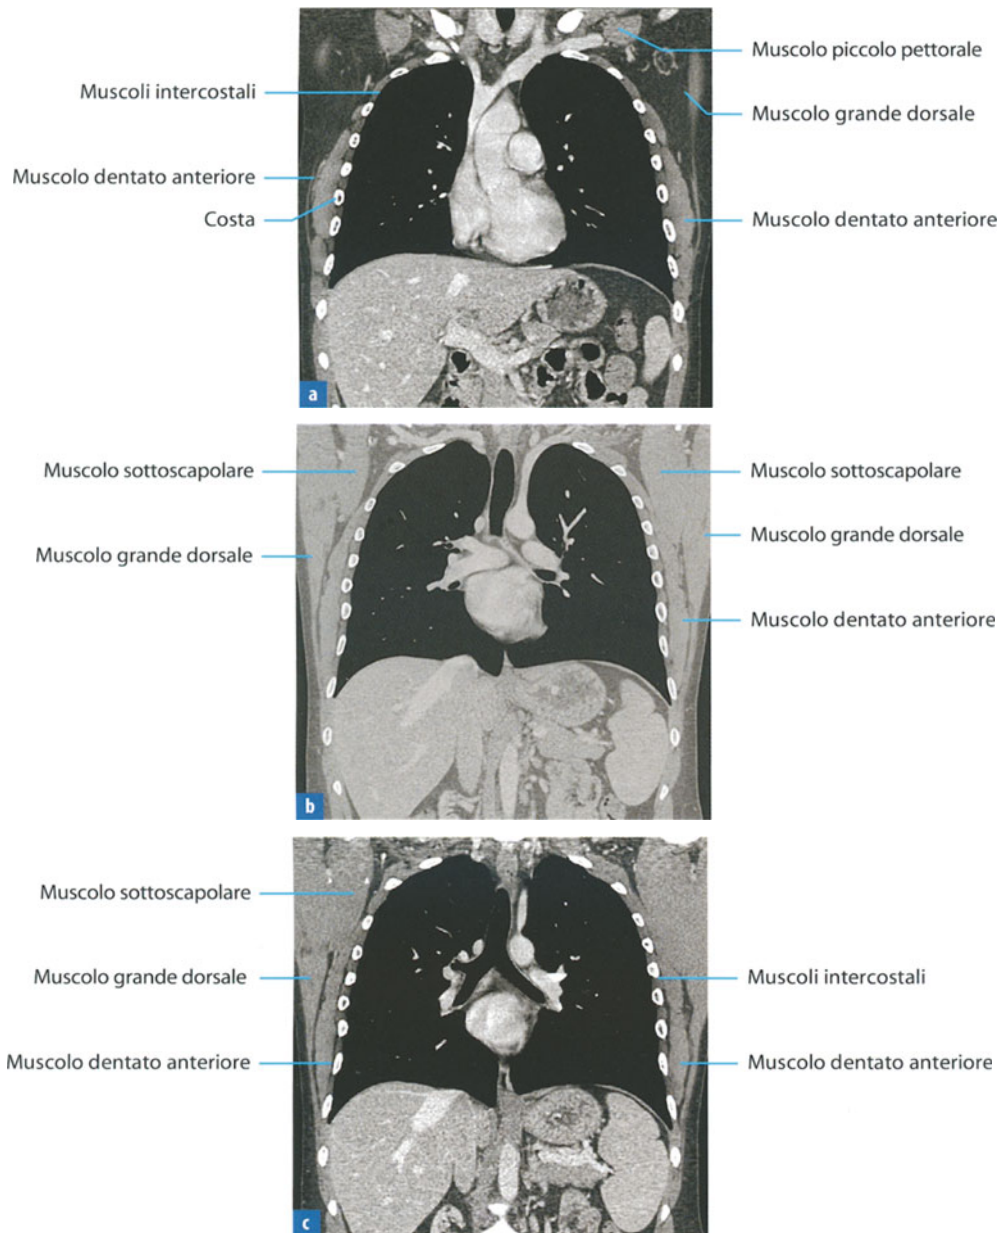 Muscolo piccolo pettorale
Muscoli intercostali
Muscolo grande dorsale
Muscolo dentato anteriore
Costa
Muscolo dentato anteriore
a
Muscolo sottoscapolare
Muscolo sottoscapolare
Muscolo grande dorsale
Muscolo grande dorsale
Muscolo dentato anteriore
b
Muscolo sottoscapolare
Muscolo grande dorsale
Muscoli intercostali
Muscolo dentato anteriore
Muscolo dentato anteriore
c